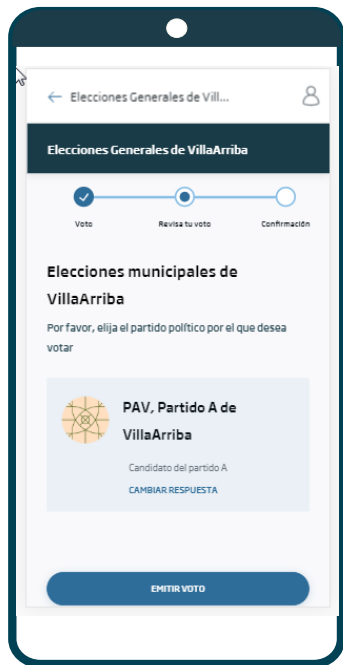 Elecciones Generales de Vill...
Elecciones Generales de VillaArriba
Voto
Revisa tu voto
Confirmación
Elecciones municipales de
VillaArriba
Por favor, elija el partido político por el que desea
votar
PAV, Partido A de
VillaArriba
Candidato del partido A
CAMBIAR RESPUESTA
EMITIR VOTO